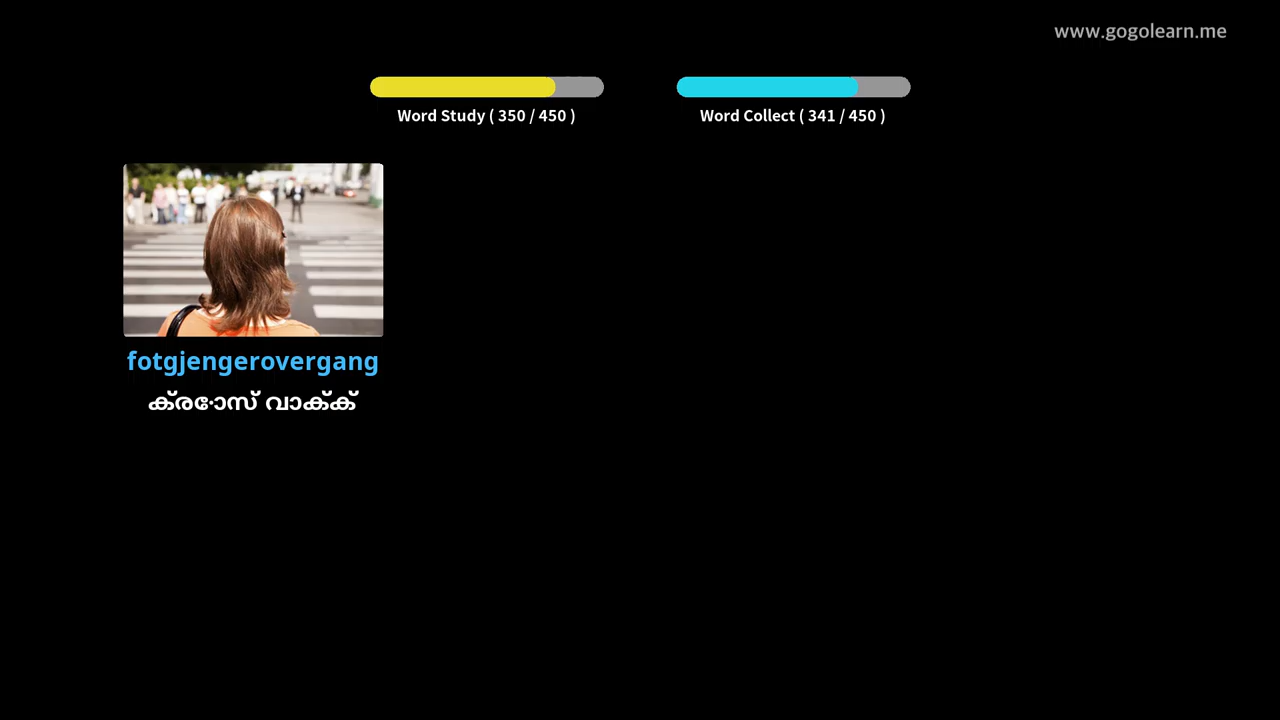 www.gogolearn.me
Word Study ( 350 / 450 )
Word Collect ( 341 / 450 )
fotgjengerovergang
ക്രോസ് വാക്ക്